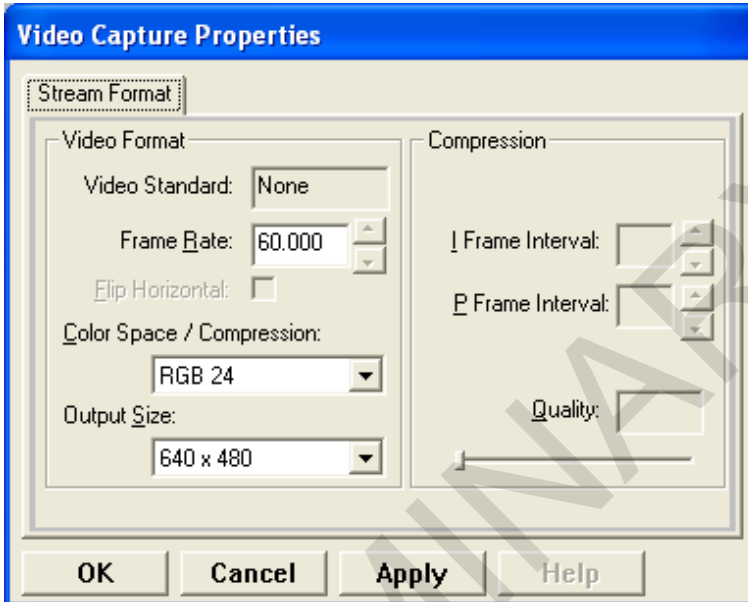 Video Capture Properties
Stream Format
Video Format
Video Standard: None
Frame Rate: 60.000
Flip Horizontal:
Color Space / Compression:
RGB 24
Output Size:
640 x 480
Compression
I Frame Interval:
P Frame Interval:
Quality:
OK Cancel Apply Help